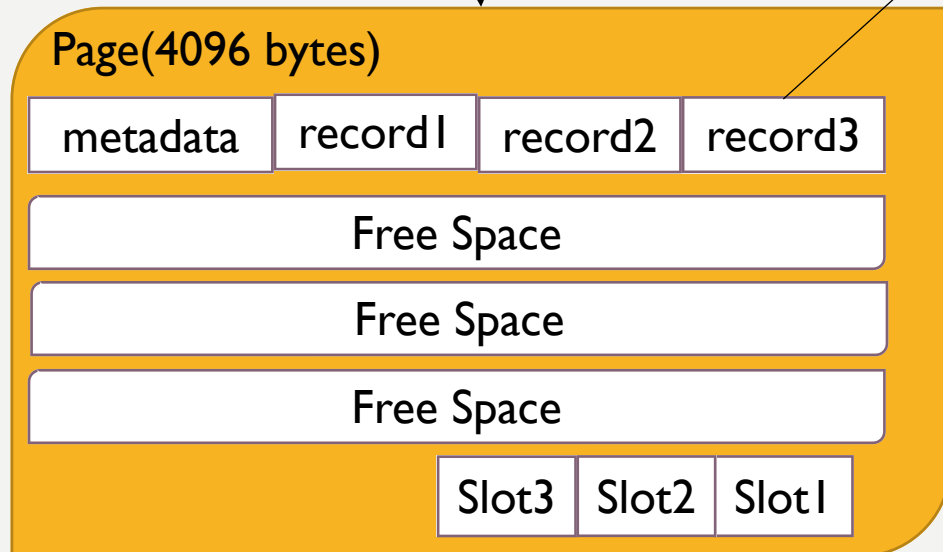 Page(4096 bytes)
metadata record1 record2 record3
Free Space
Free Space
Free Space
Slot3 Slot2 Slot1